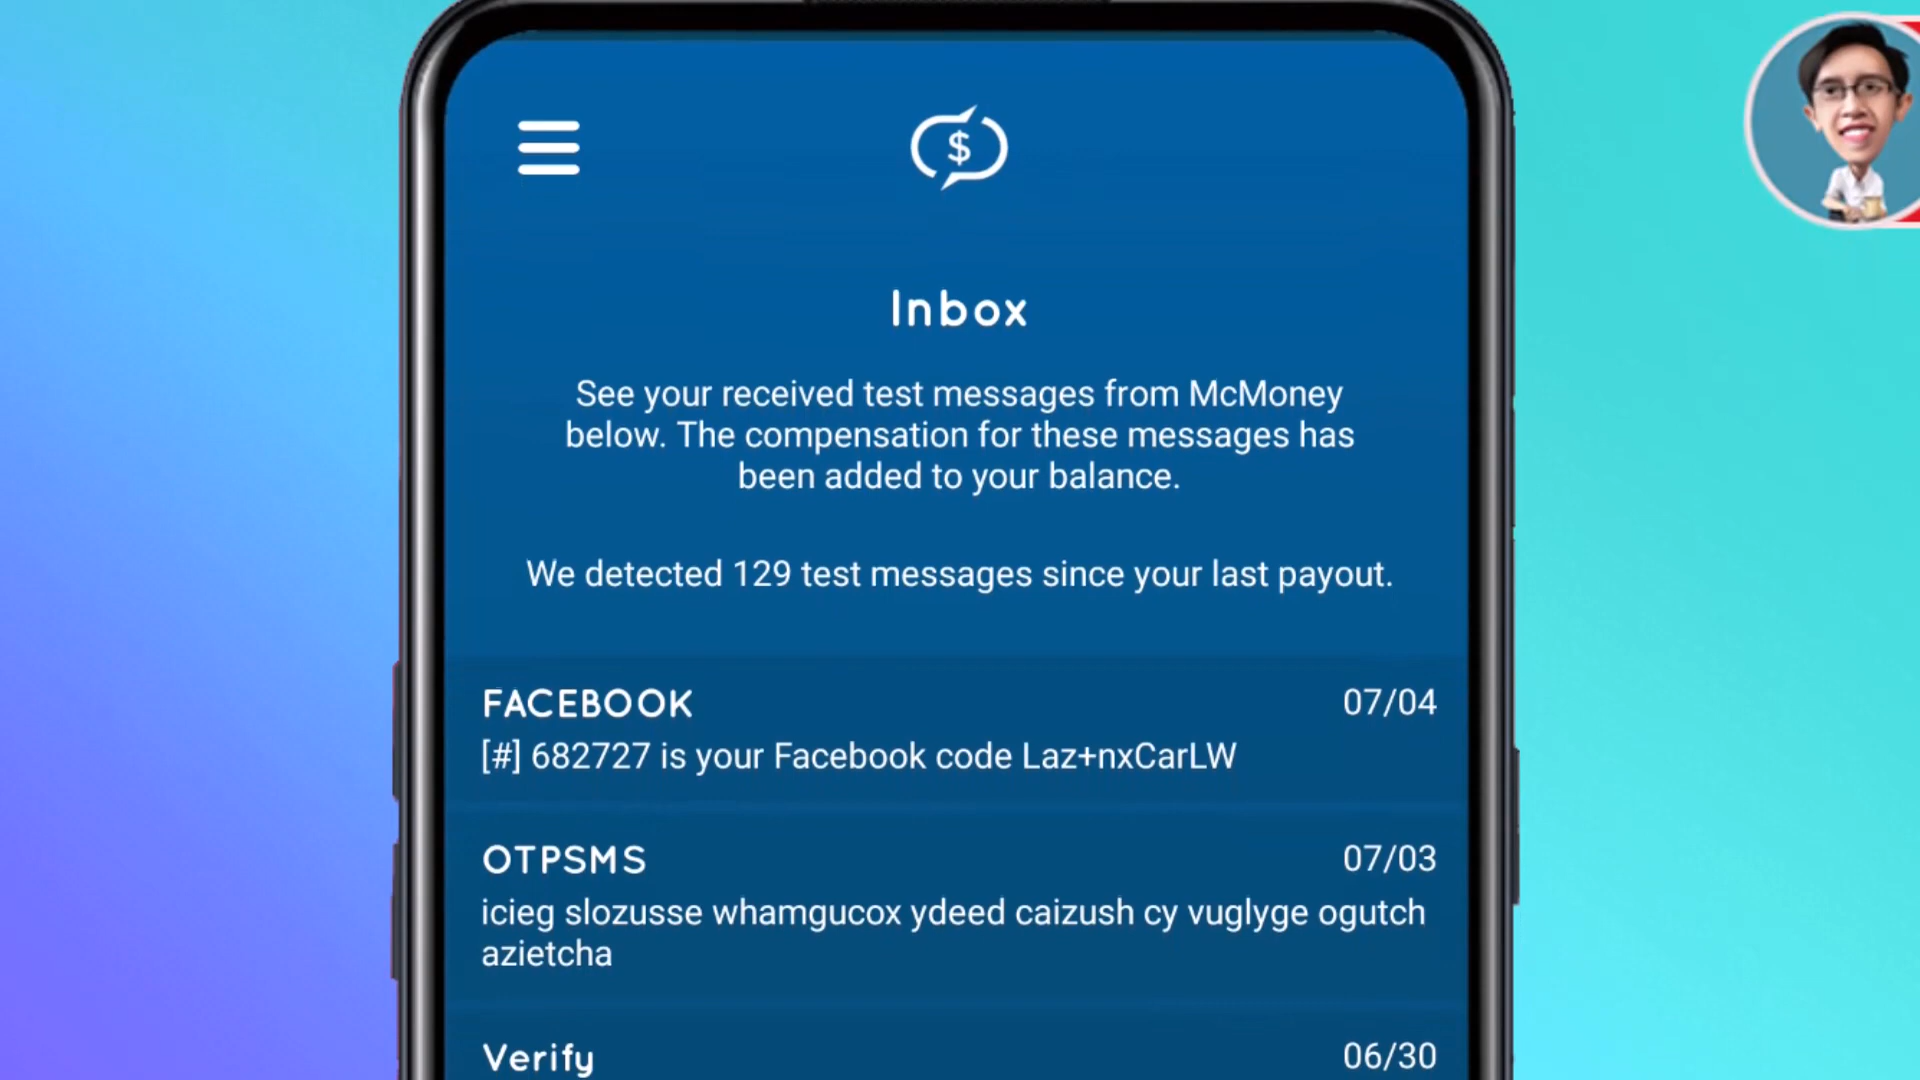 $
Inbox
See your received test messages from McMoney
below. The compensation for these messages has
been added to your balance.
We detected 129 test messages since your last payout.
FACEBOOK 07/04
[#] 682727 is your Facebook code Laz+nxCarLW
OTPSMS 07/03
icieg slozusse whamgucox ydeed caizush cy vuglyge ogutch
azietcha
Verify 06/30